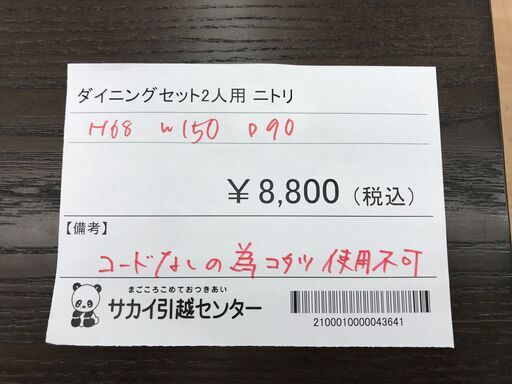 ダイニングセット2人用 ニトリ
H68 W150 D90
￥8,800（税込）
【備考】
コードなしの為コタツ使用不可
まごころこめておつきあい
サカイ引越センター
2100010000043641